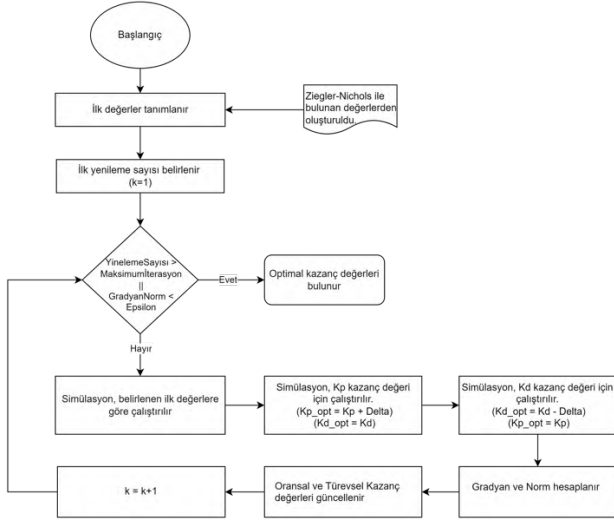 Başlangıç
İlk değerler tanımlanır
Ziegler-Nichols ile
bulunan değerlerden
oluşturuldu.
İlk yenileme sayısı belirlenir
(k=1)
YinelemeSayısı >
Maksimumİterasyon
||
GradyanNorm <
Epsilon
Evet
Optimal kazanç değerleri
bulunur
Hayır
Simülasyon, belirlenen ilk değerlere
göre çalıştırılır
Simülasyon, Kp kazanç değeri
için çalıştırılır.
(Kp_opt = Kp + Delta)
(Kd_opt = Kd)
Simülasyon, Kd kazanç değeri için
çalıştırılır.
(Kd_opt = Kd - Delta)
(Kp_opt = Kp)
Gradyan ve Norm hesaplanır
Oransal ve Türevsel Kazanç
değerleri güncellenir
k = k+1